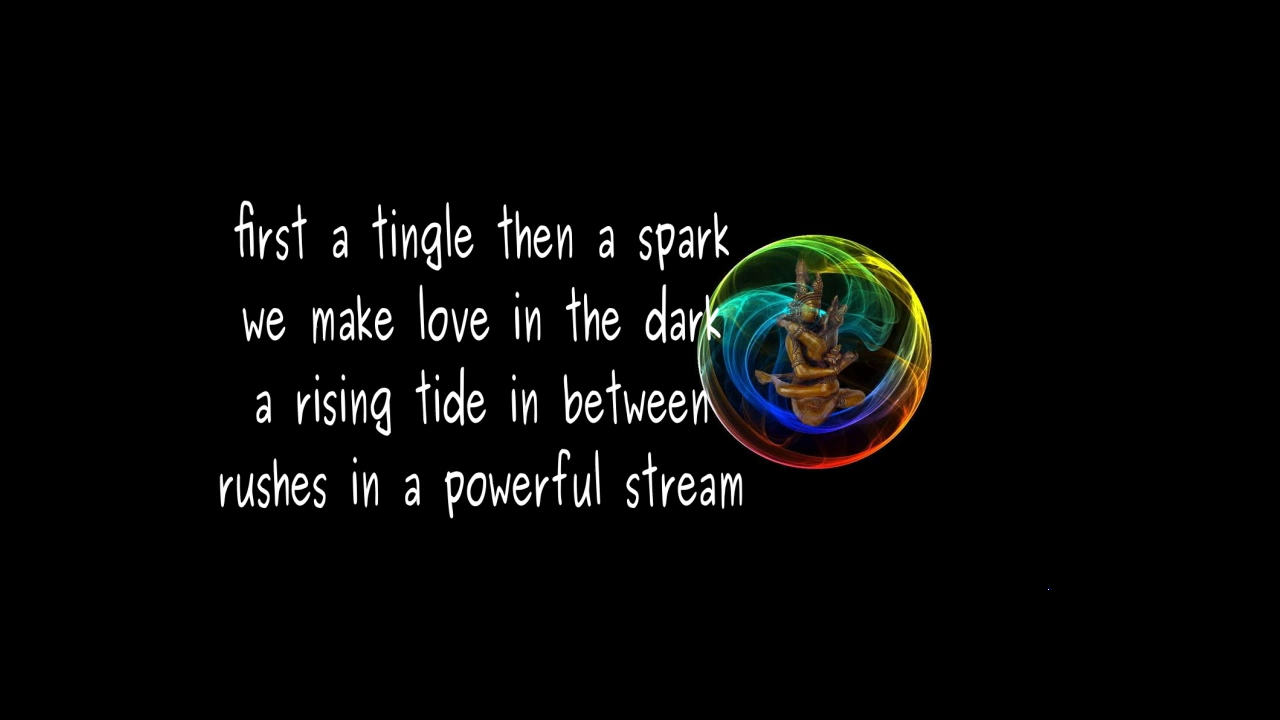 first a tingle then a spark
we make love in the dark
a rising tide in between
rushes in a powerful stream